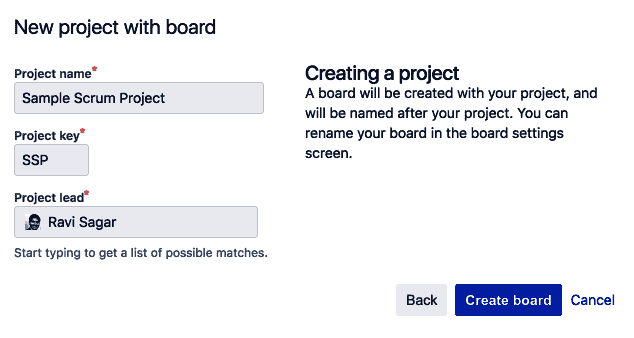 New project with board
Project name*
Sample Scrum Project
Project key*
SSP
Project lead*
Ravi Sagar
Start typing to get a list of possible matches.
Creating a project
A board will be created with your project, and
will be named after your project. You can
rename your board in the board settings
screen.
Back
Create board
Cancel